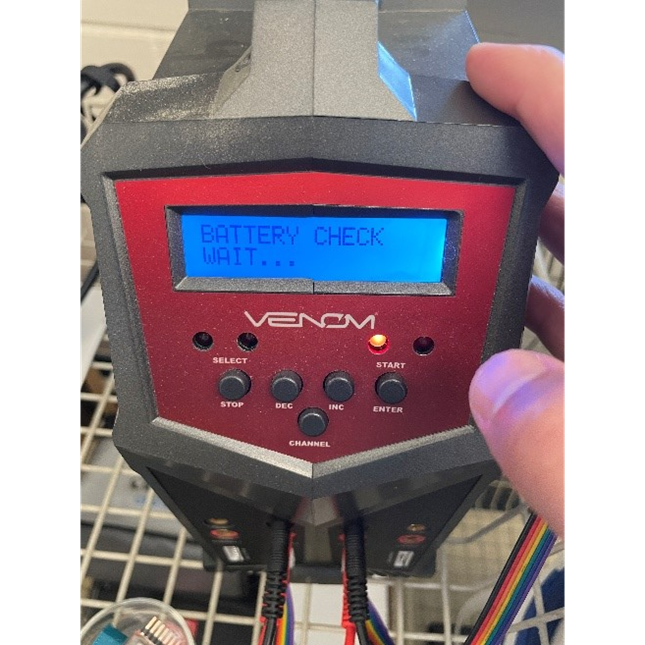 BATTERY CHECK
WAIT...
VENOM
SELECT
START
STOP
DEC
INC
ENTER
CHANNEL